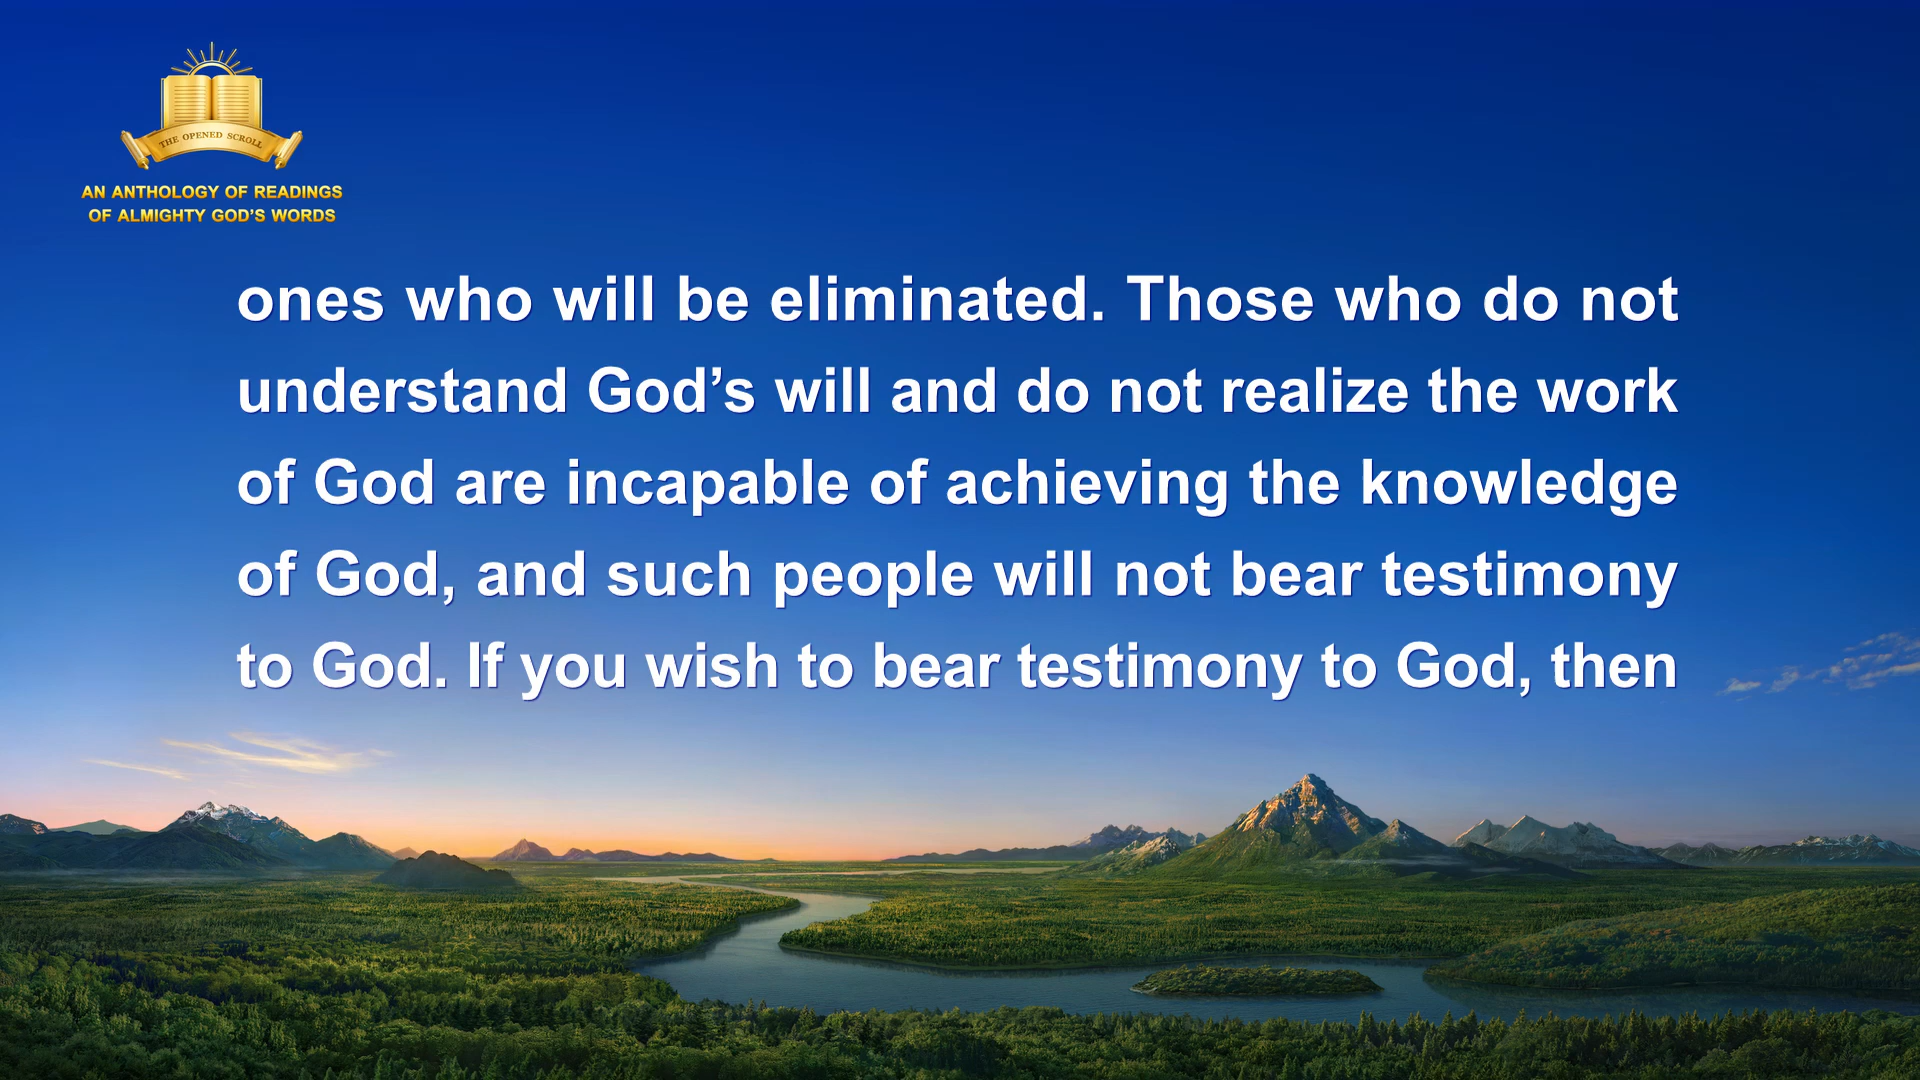 THE OPENED SCROLL
AN ANTHOLOGY OF READINGS
OF ALMIGHTY GOD’S WORDS
ones who will be eliminated. Those who do not
understand God’s will and do not realize the work
of God are incapable of achieving the knowledge
of God, and such people will not bear testimony
to God. If you wish to bear testimony to God, then